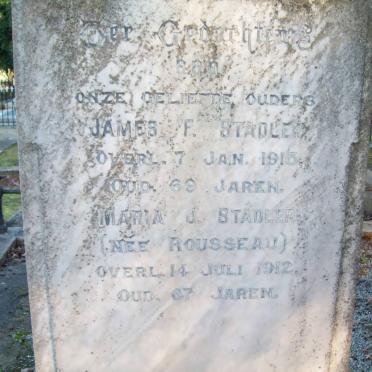 Ter Gedachtenis
van
onze geliefde ouders
James F. Stadler
overl. 7 Jan. 1915.
oud. 69 jaren.
Maria J. Stadler
(née Rousseau)
overl. 14 Juli 1912.
oud. 67 jaren.